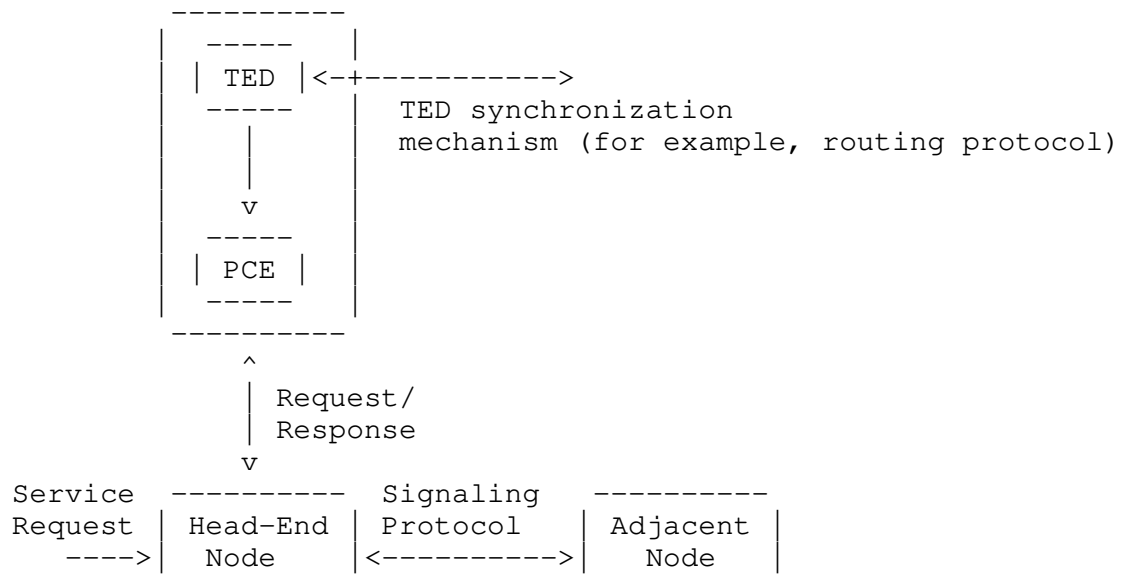 TED
TED synchronization
mechanism (for example, routing protocol)
PCE
Request/
Response
Service
Request
Head-End
Node
Signaling
Protocol
Adjacent
Node